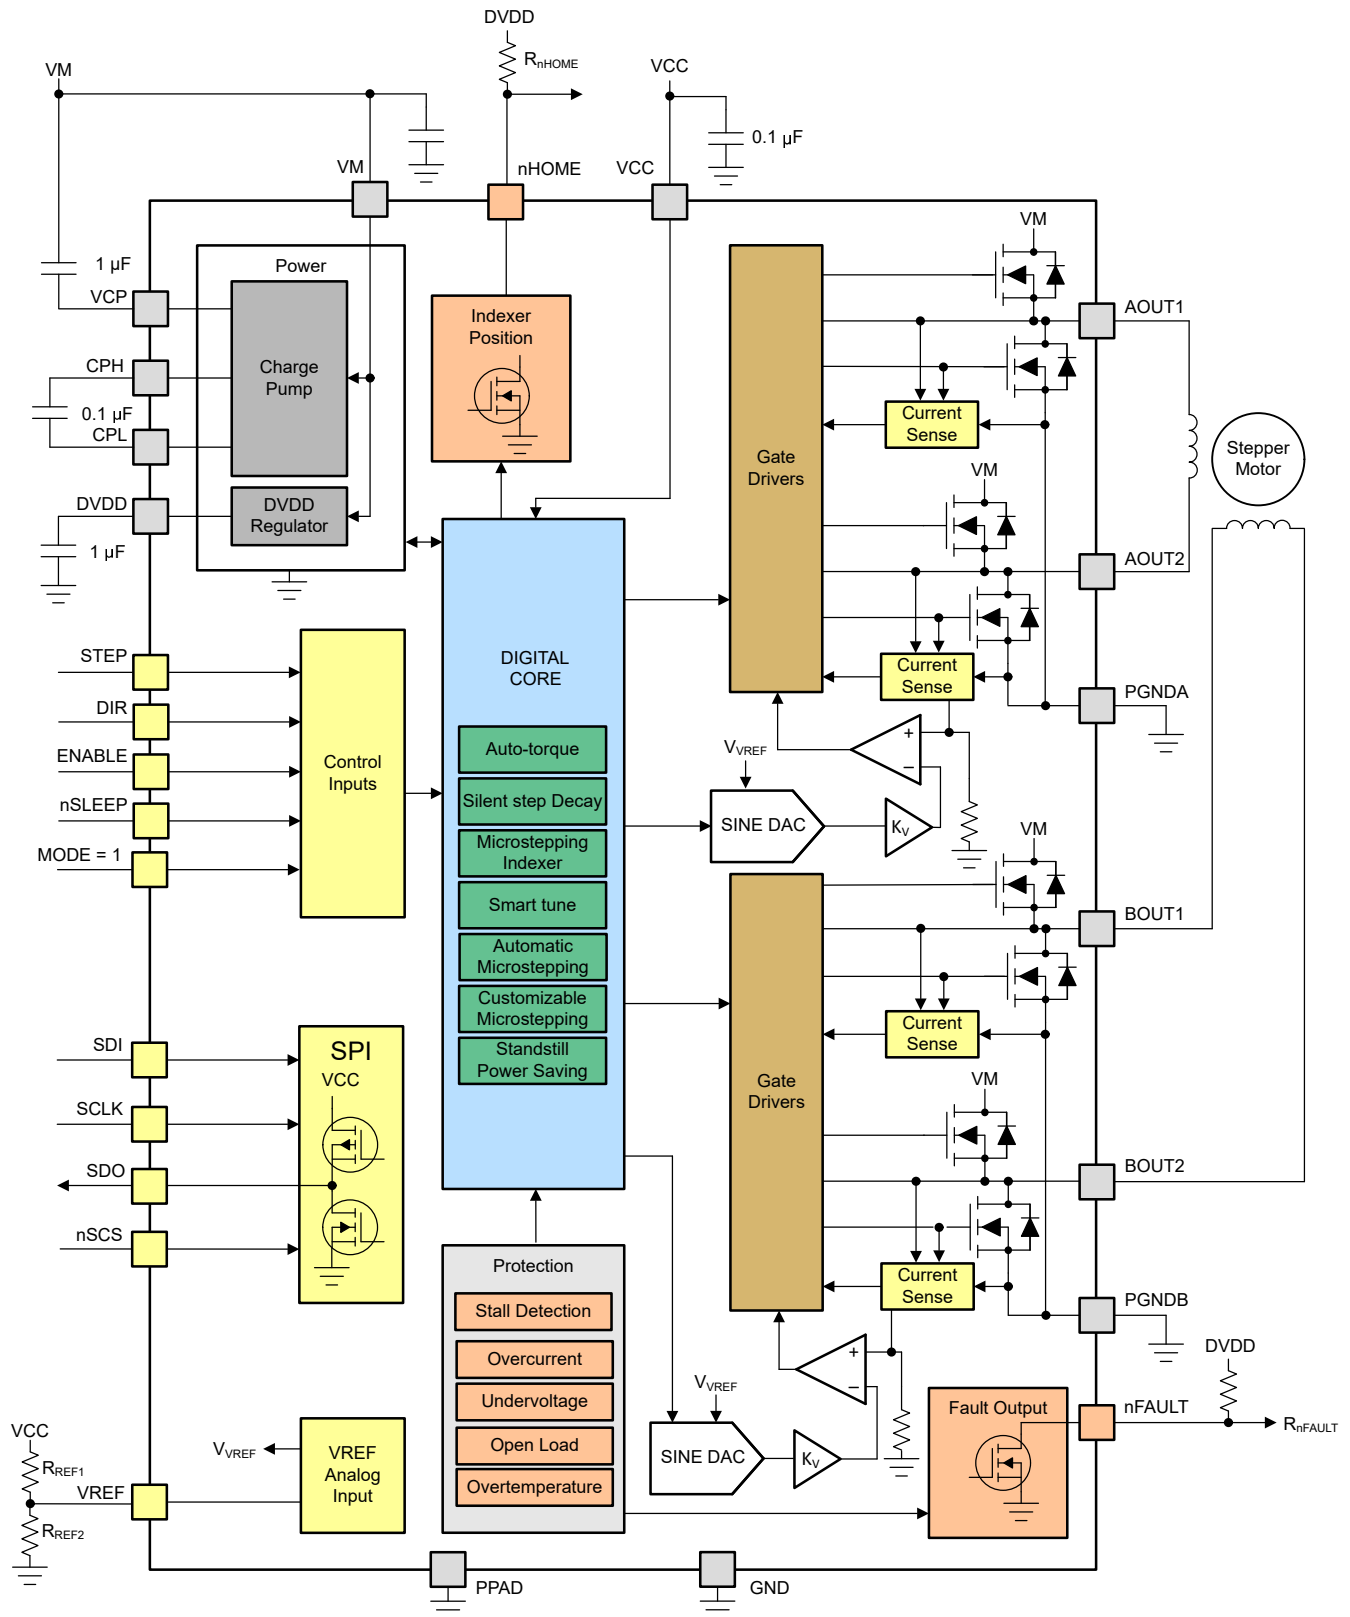 DVDD
RnHOME
VM
VCC
0.1 µF
VM
nHOME
VCC
1 µF
Power
VCP
Charge
Pump
CPH
0.1 µF
CPL
DVDD
DVDD
Regulator
1 µF
Indexer
Position
VM
AOUT1
Current
Sense
Gate
Drivers
Stepper
Motor
VM
AOUT2
Current
Sense
PGNDA
STEP
DIR
ENABLE
nSLEEP
MODE = 1
Control
Inputs
DIGITAL
CORE
Auto-torque
Silent step Decay
Microstepping
Indexer
Smart tune
Automatic
Microstepping
Customizable
Microstepping
Standstill
Power Saving
VVREF
+
−
SINE DAC
KV
VM
BOUT1
Current
Sense
Gate
Drivers
VM
BOUT2
Current
Sense
PGNDB
SDI
SCLK
SDO
nSCS
SPI
VCC
Protection
Stall Detection
Overcurrent
Undervoltage
Open Load
Overtemperature
VVREF
+
−
SINE DAC
KV
DVDD
Fault Output
nFAULT
RnFAULT
VCC
RREF1
VREF
RREF2
VVREF
VREF
Analog
Input
PPAD
GND